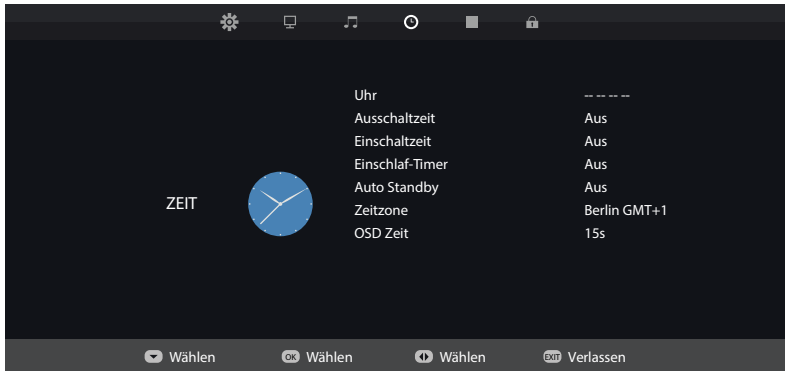 Uhr -- -- -- --
Ausschaltzeit Aus
Einschaltzeit Aus
Einschlaf-Timer Aus
Auto Standby Aus
ZEIT
Zeitzone Berlin GMT+1
OSD Zeit 15s
Wählen OK Wählen Wählen EXIT Verlassen